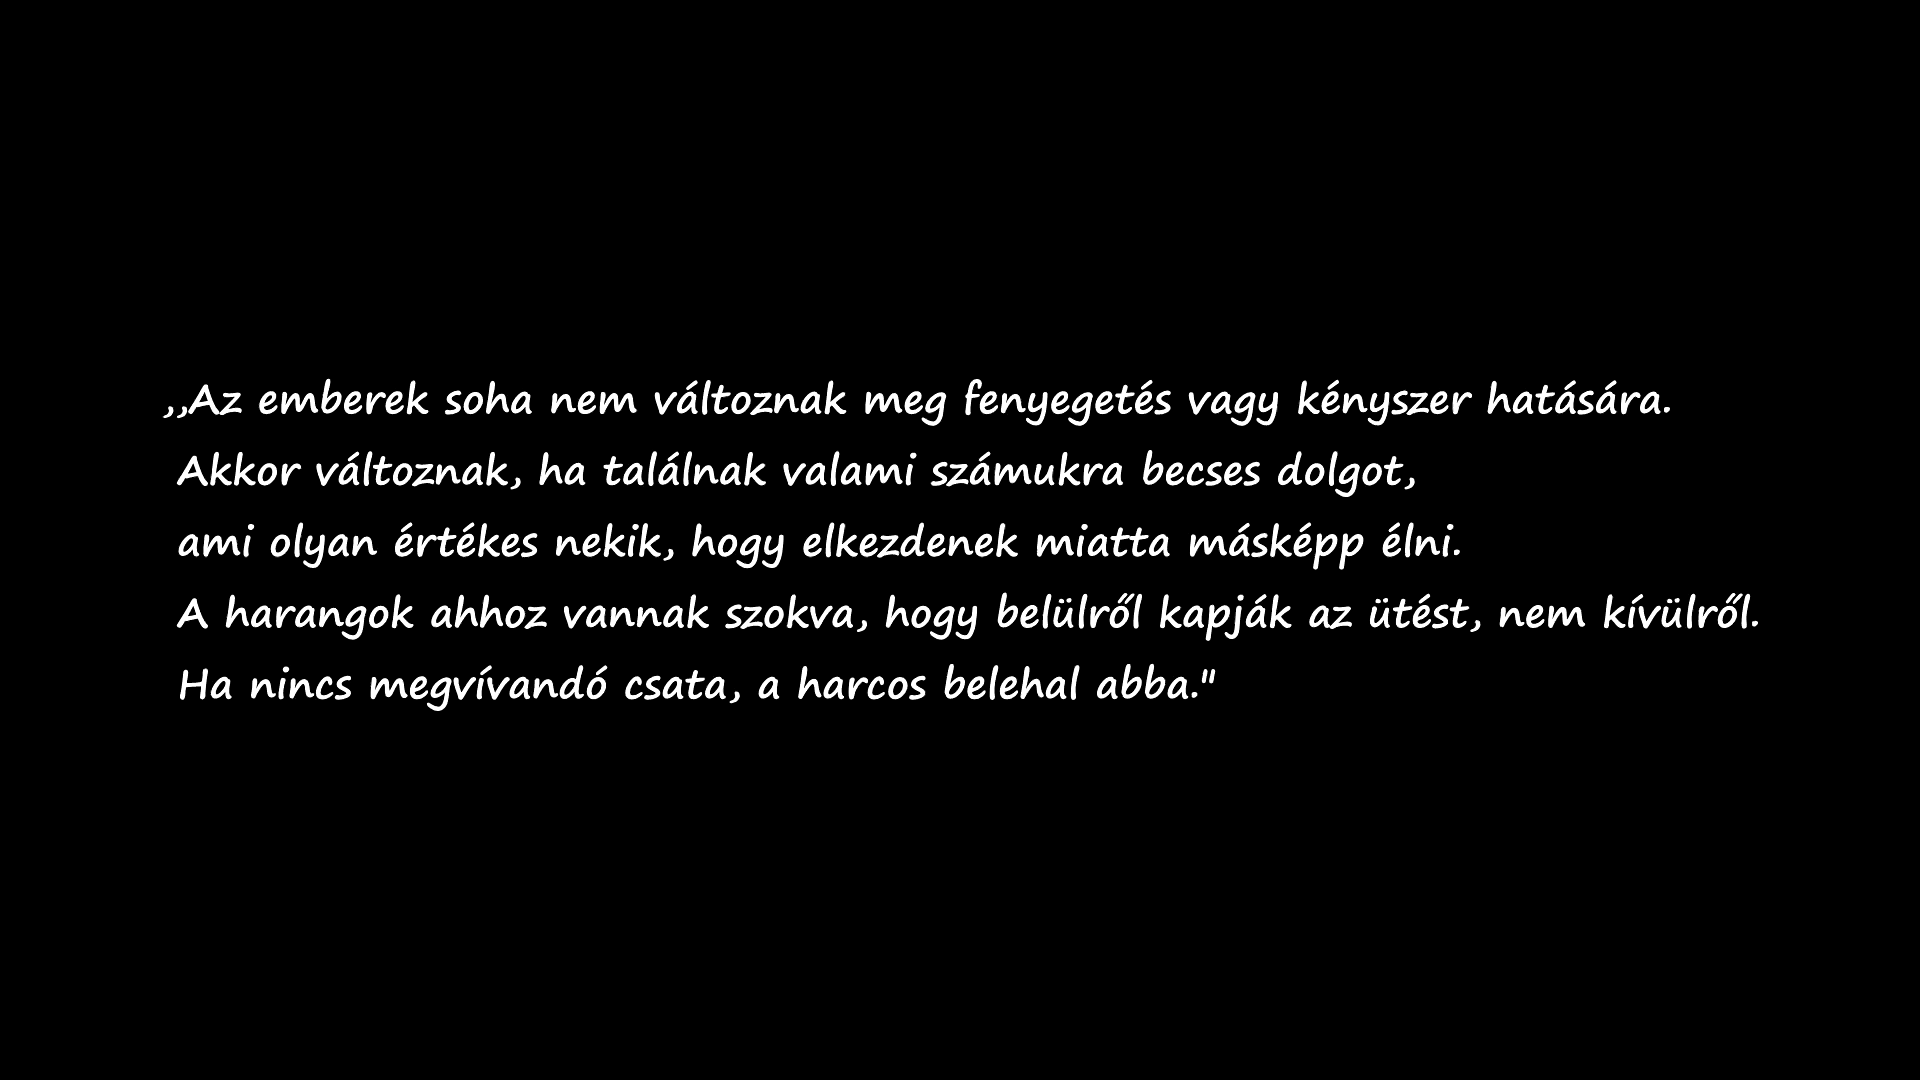 ,,Az emberek soha nem változnak meg fenyegetés vagy kényszer hatására.
Akkor változnak, ha találnak valami számukra becses dolgot,
ami olyan értékes nekik, hogy elkezdenek miatta másképp élni.
A harangok ahhoz vannak szokva, hogy belülről kapják az ütést, nem kívülről.
Ha nincs megvívandó csata, a harcos belehal abba."